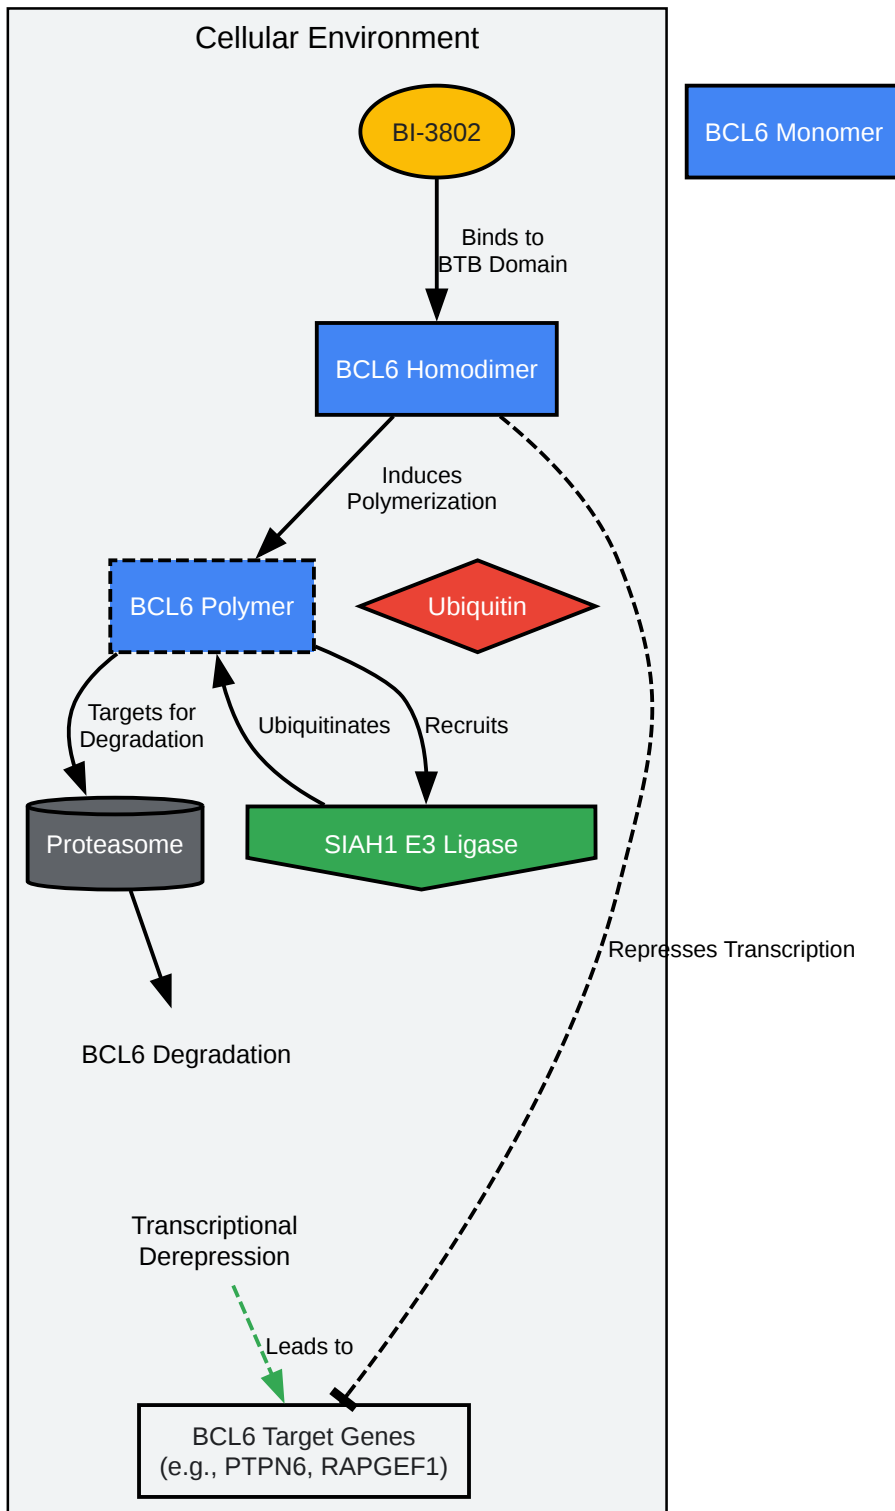 Cellular Environment
BI-3802
BCL6 Monomer
Binds to
BTB Domain
BCL6 Homodimer
Induces
Polymerization
BCL6 Polymer
Ubiquitin
Targets for
Degradation
Ubiquitinates
Recruits
Proteasome
SIAH1 E3 Ligase
Represses Transcription
BCL6 Degradation
Transcriptional
Derepression
Leads to
BCL6 Target Genes
(e.g., PTPN6, RAPGEF1)